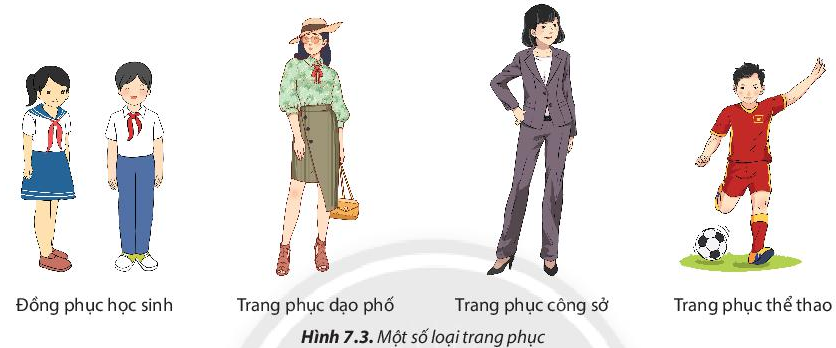 Đồng phục học sinh
Trang phục dạo phố
Trang phục công sở
Trang phục thể thao
Hình 7.3. Một số loại trang phục